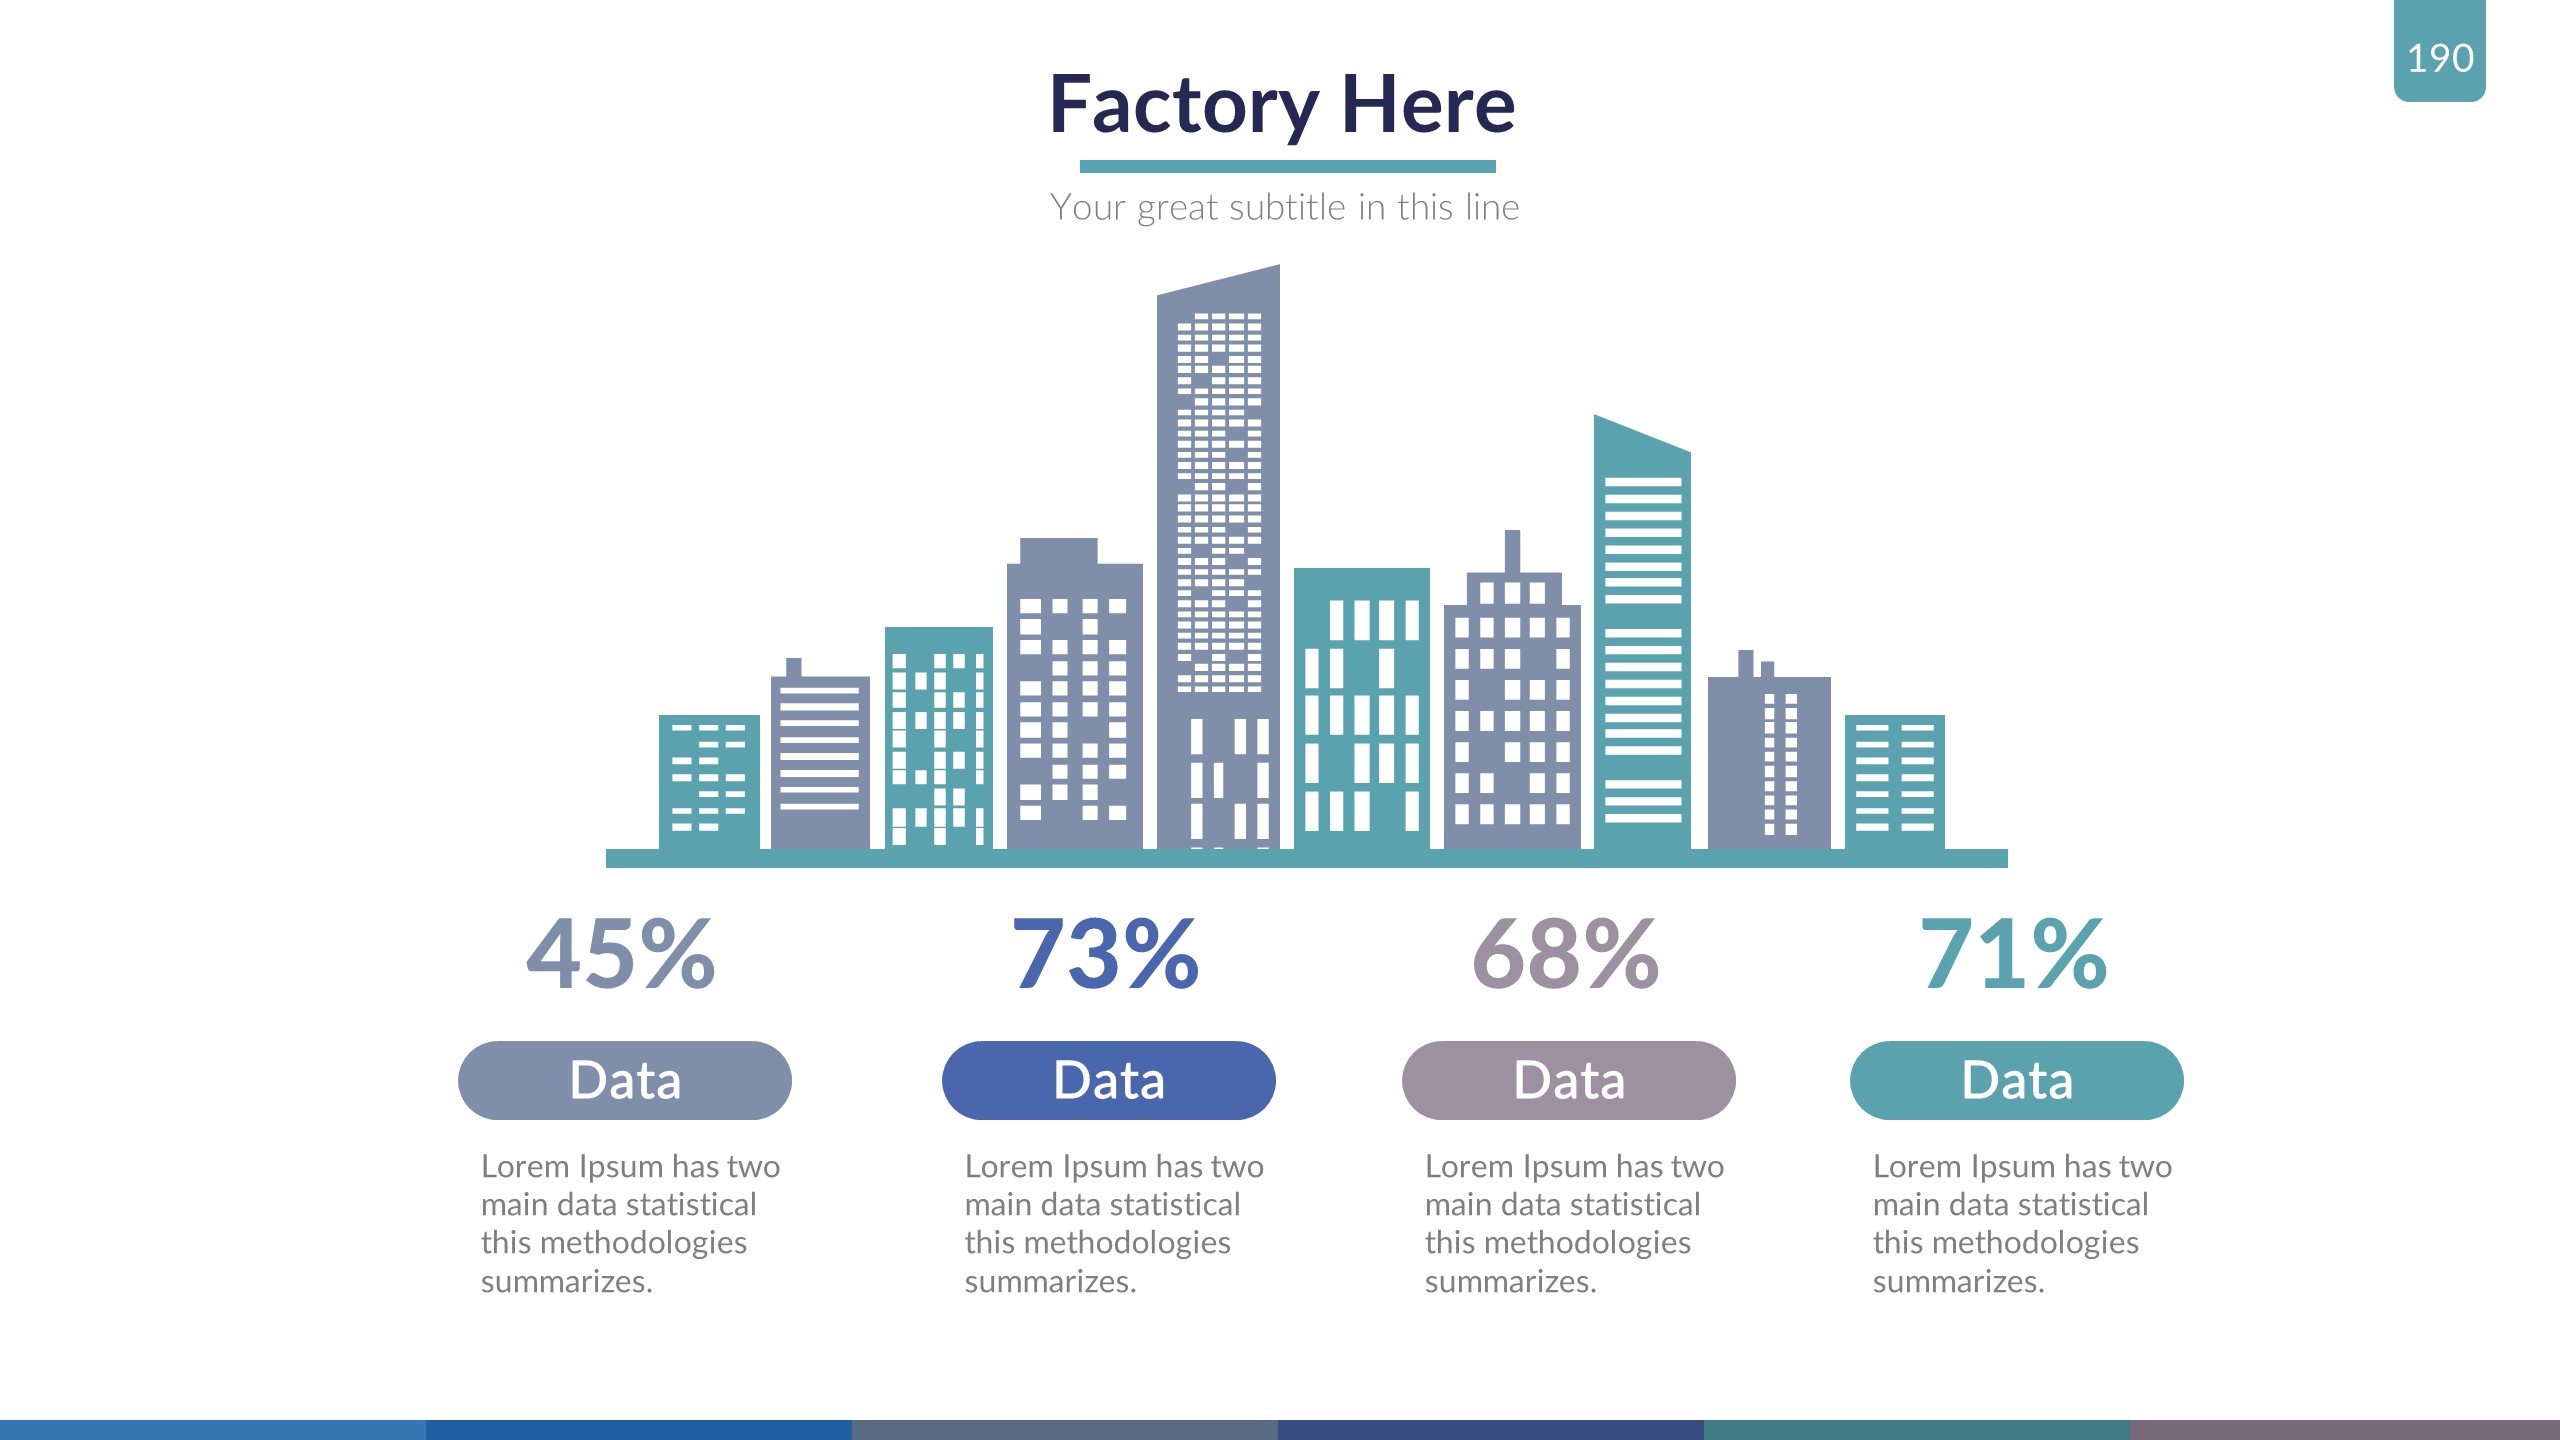 190
Factory Here
Your great subtitle in this line
45%
73%
68%
71%
Data
Data
Data
Data
Lorem Ipsum has two
main data statistical
this methodologies
summarizes.
Lorem Ipsum has two
main data statistical
this methodologies
summarizes.
Lorem Ipsum has two
main data statistical
this methodologies
summarizes.
Lorem Ipsum has two
main data statistical
this methodologies
summarizes.